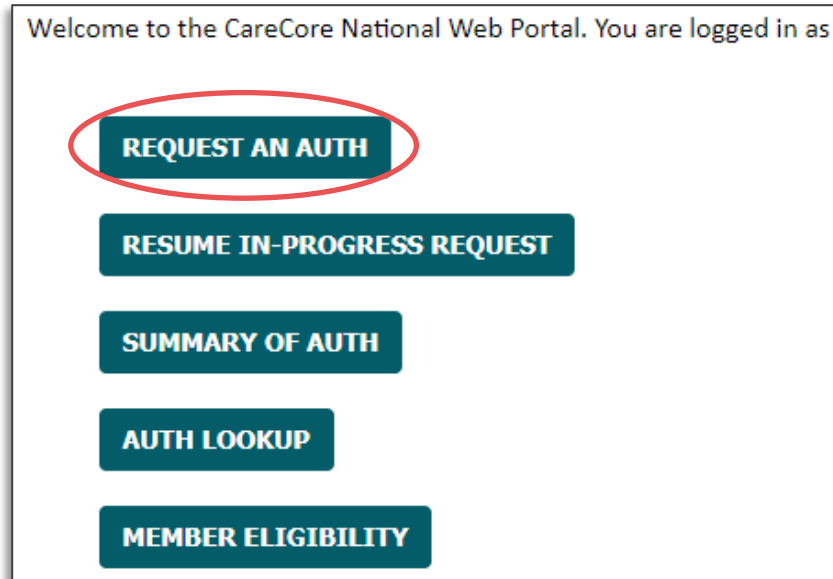 Welcome to the CareCore National Web Portal. You are logged in as
REQUEST AN AUTH
RESUME IN-PROGRESS REQUEST
SUMMARY OF AUTH
AUTH LOOKUP
MEMBER ELIGIBILITY